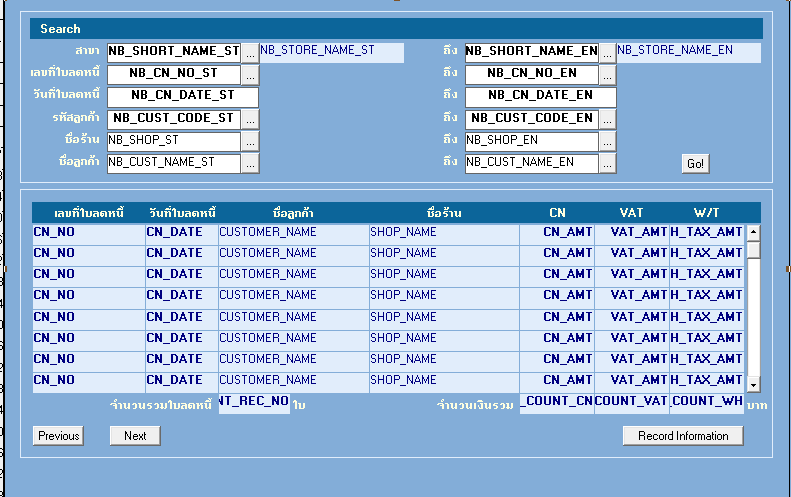 Search
สาขา NB_SHORT_NAME_ST ... NB_STORE_NAME_ST ถึง NB_SHORT_NAME_EN ... NB_STORE_NAME_EN
เลขที่ใบลดหนี้ NB_CN_NO_ST ... ถึง NB_CN_NO_EN ...
วันที่ใบลดหนี้ NB_CN_DATE_ST ถึง NB_CN_DATE_EN
รหัสลูกค้า NB_CUST_CODE_ST ... ถึง NB_CUST_CODE_EN ...
ชื่อร้าน NB_SHOP_ST ... ถึง NB_SHOP_EN ...
ชื่อลูกค้า NB_CUST_NAME_ST ... ถึง NB_CUST_NAME_EN ... Go!
เลขที่ใบลดหนี้ วันที่ใบลดหนี้ ชื่อลูกค้า ชื่อร้าน CN VAT W/T
CN_NO CN_DATE CUSTOMER_NAME SHOP_NAME CN_AMT VAT_AMT H_TAX_AMT
CN_NO CN_DATE CUSTOMER_NAME SHOP_NAME CN_AMT VAT_AMT H_TAX_AMT
CN_NO CN_DATE CUSTOMER_NAME SHOP_NAME CN_AMT VAT_AMT H_TAX_AMT
CN_NO CN_DATE CUSTOMER_NAME SHOP_NAME CN_AMT VAT_AMT H_TAX_AMT
CN_NO CN_DATE CUSTOMER_NAME SHOP_NAME CN_AMT VAT_AMT H_TAX_AMT
CN_NO CN_DATE CUSTOMER_NAME SHOP_NAME CN_AMT VAT_AMT H_TAX_AMT
CN_NO CN_DATE CUSTOMER_NAME SHOP_NAME CN_AMT VAT_AMT H_TAX_AMT
CN_NO CN_DATE CUSTOMER_NAME SHOP_NAME CN_AMT VAT_AMT H_TAX_AMT
จำนวนรวมใบลดหนี้ NT_REC_NO ใบ จำนวนเงินรวม _COUNT_CN COUNT_VAT _COUNT_WH บาท
Previous Next Record Information